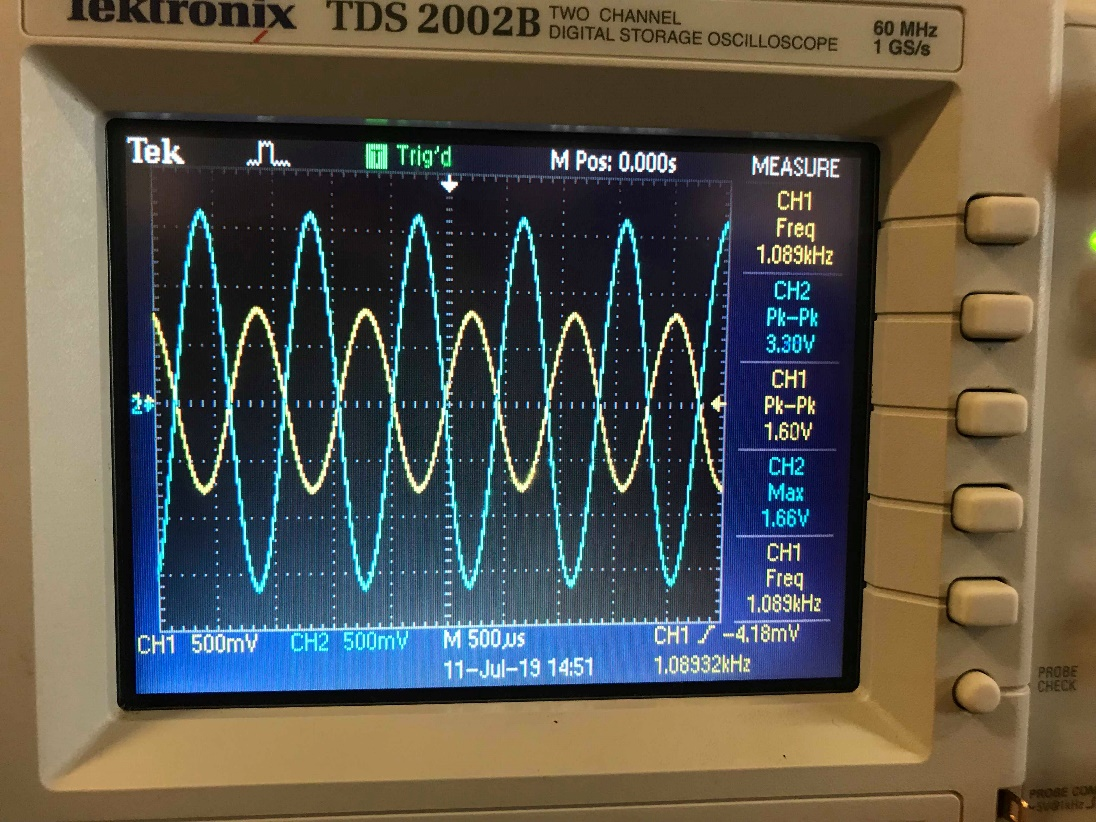 Tektronix TDS 2002B TWO CHANNEL
DIGITAL STORAGE OSCILLOSCOPE
60 MHz
1 GS/s
Tek
T Trig'd
M Pos: 0.000s
MEASURE
CH1
Freq
1.089kHz
CH2
Pk-Pk
3.30V
CH1
Pk-Pk
1.60V
CH2
Max
1.66V
CH1
Freq
1.089kHz
2
CH1 500mV
CH2 500mV
M 500µs
CH1 -4.18mV
11-Jul-19 14:51
1.08932kHz
PROBE
CHECK
PROBE COM